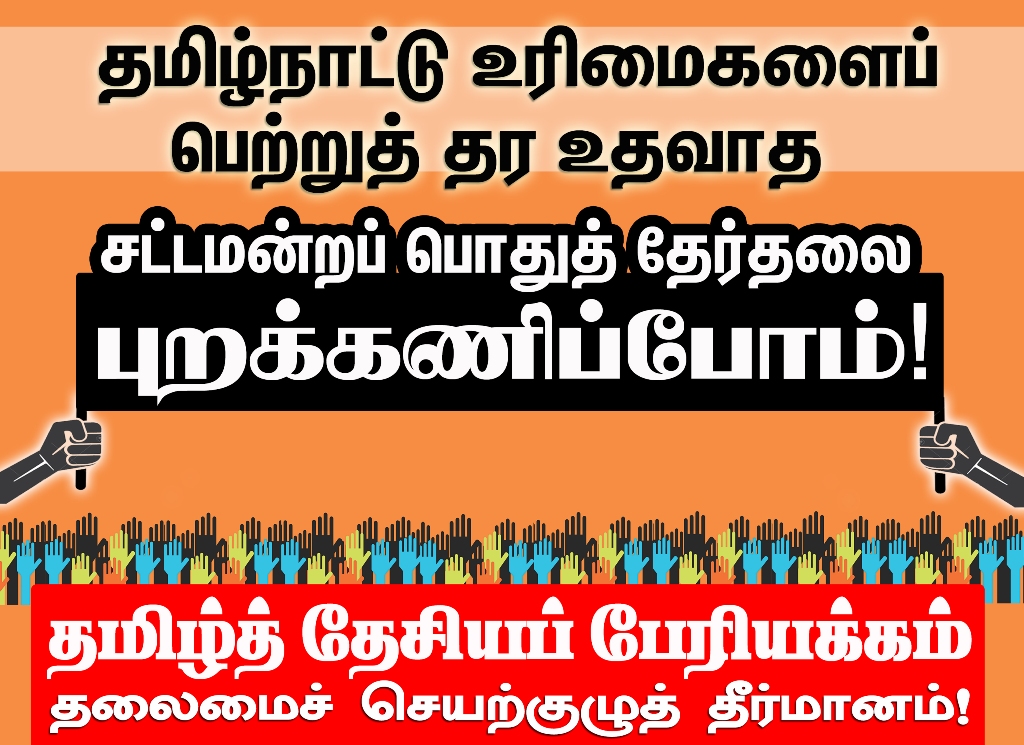 தமிழ்நாட்டு உரிமைகளைப்
பெற்றுத் தர உதவாத
சட்டமன்றப் பொதுத் தேர்தலை
புறக்கணிப்போம்!
தமிழ்த் தேசியப் பேரியக்கம்
தலைமைச் செயற்குழுத் தீர்மானம்!